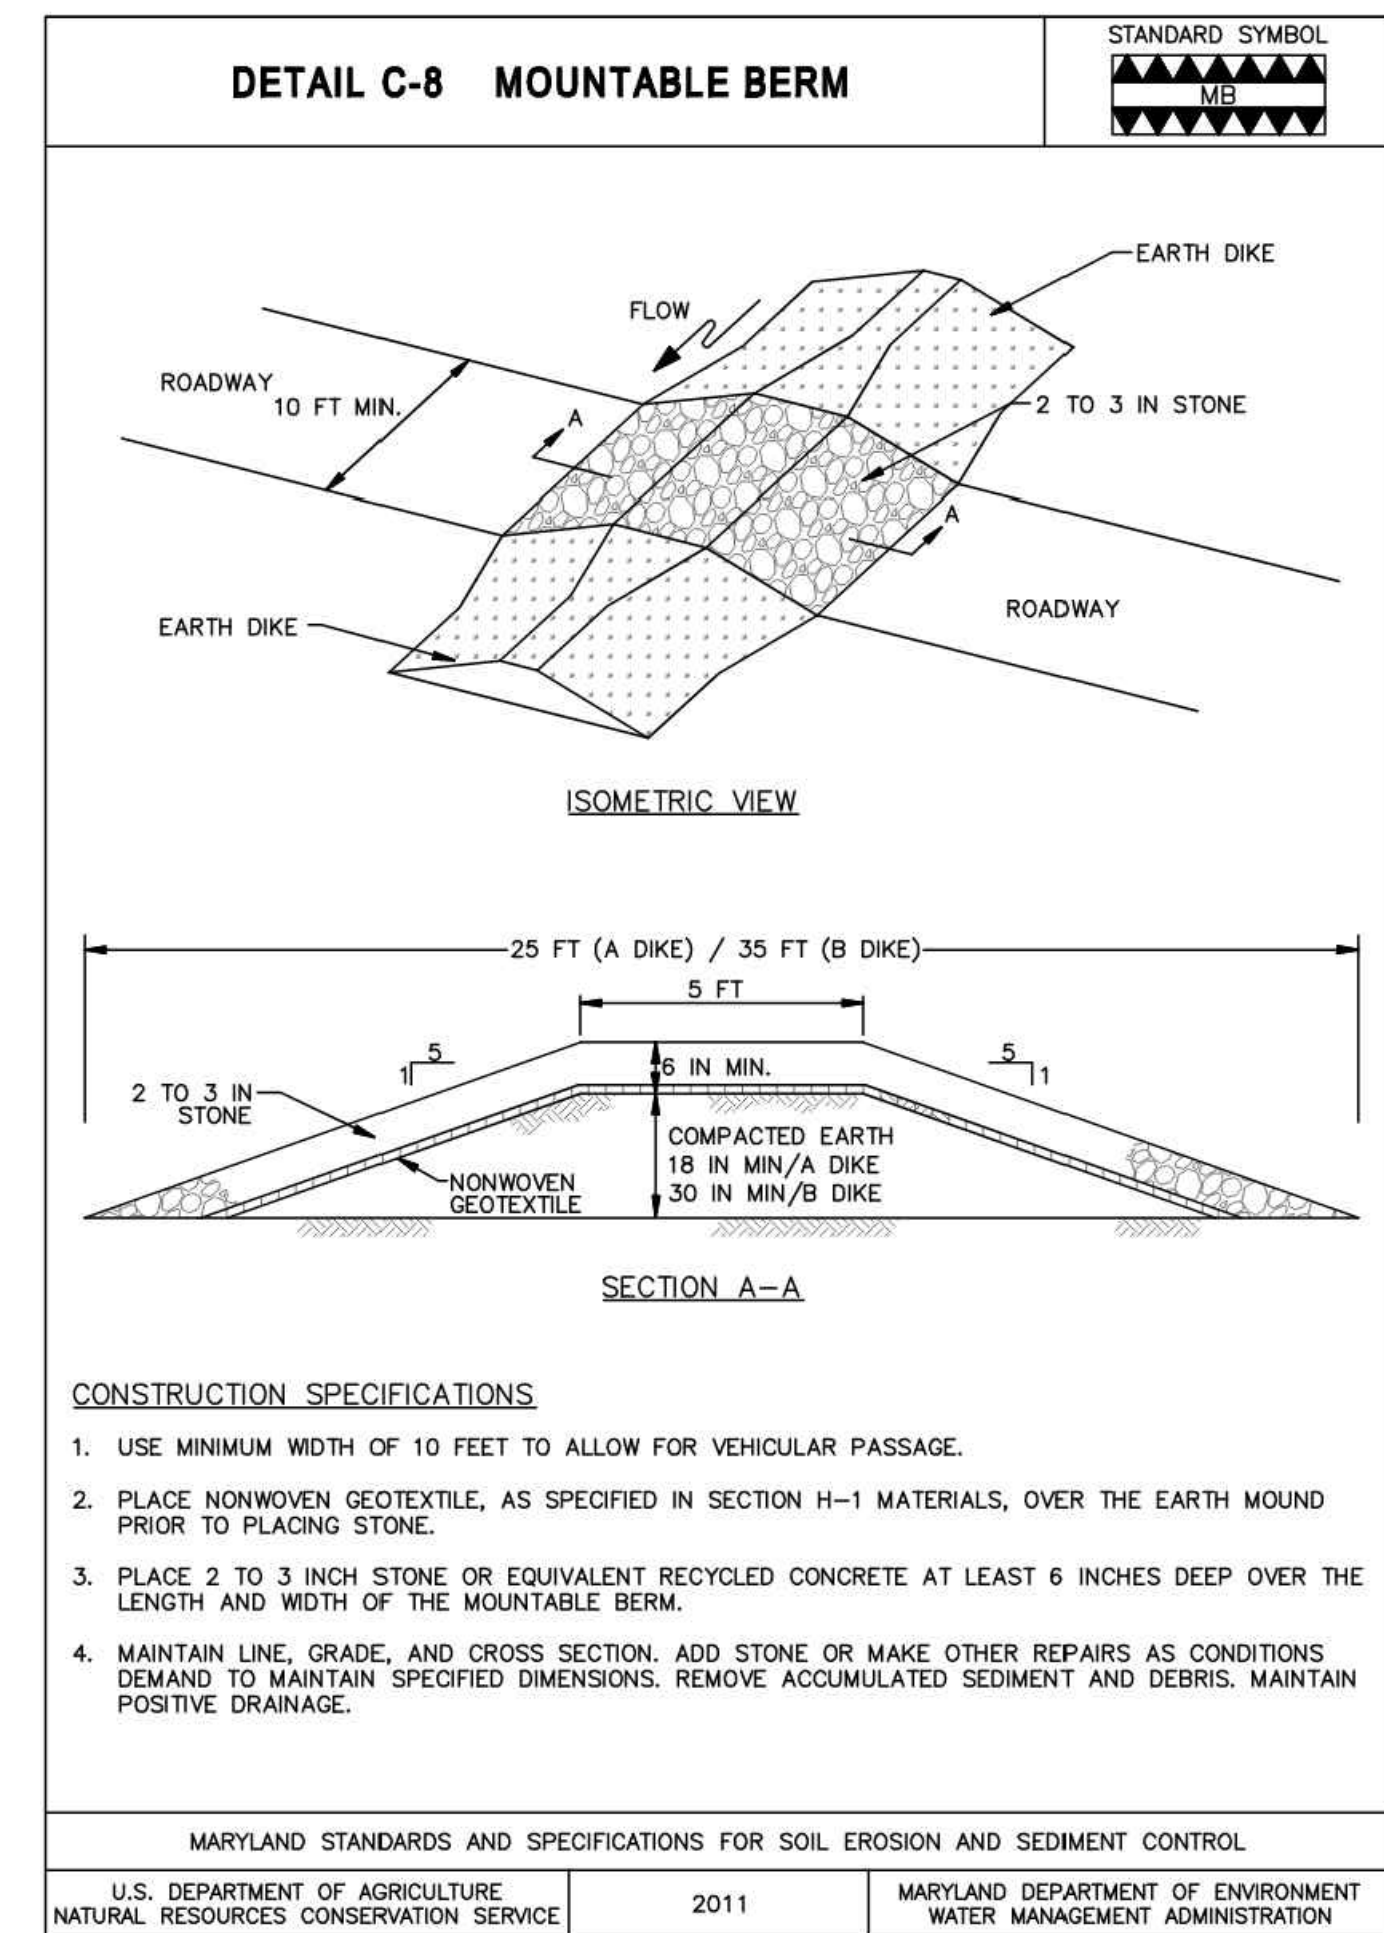 DETAIL C-8 MOUNTABLE BERM
STANDARD SYMBOL
MB
EARTH DIKE
FLOW
ROADWAY
10 FT MIN.
A
2 TO 3 IN STONE
A
ROADWAY
EARTH DIKE
ISOMETRIC VIEW
25 FT (A DIKE) / 35 FT (B DIKE)
5 FT
5
1
6 IN MIN.
5
1
2 TO 3 IN
STONE
COMPACTED EARTH
18 IN MIN/A DIKE
30 IN MIN/B DIKE
NONWOVEN
GEOTEXTILE
SECTION A-A
CONSTRUCTION SPECIFICATIONS
1. USE MINIMUM WIDTH OF 10 FEET TO ALLOW FOR VEHICULAR PASSAGE.
2. PLACE NONWOVEN GEOTEXTILE, AS SPECIFIED IN SECTION H-1 MATERIALS, OVER THE EARTH MOUND
PRIOR TO PLACING STONE.
3. PLACE 2 TO 3 INCH STONE OR EQUIVALENT RECYCLED CONCRETE AT LEAST 6 INCHES DEEP OVER THE
LENGTH AND WIDTH OF THE MOUNTABLE BERM.
4. MAINTAIN LINE, GRADE, AND CROSS SECTION. ADD STONE OR MAKE OTHER REPAIRS AS CONDITIONS
DEMAND TO MAINTAIN SPECIFIED DIMENSIONS. REMOVE ACCUMULATED SEDIMENT AND DEBRIS. MAINTAIN
POSITIVE DRAINAGE.
MARYLAND STANDARDS AND SPECIFICATIONS FOR SOIL EROSION AND SEDIMENT CONTROL
U.S. DEPARTMENT OF AGRICULTURE
NATURAL RESOURCES CONSERVATION SERVICE
2011
MARYLAND DEPARTMENT OF ENVIRONMENT
WATER MANAGEMENT ADMINISTRATION